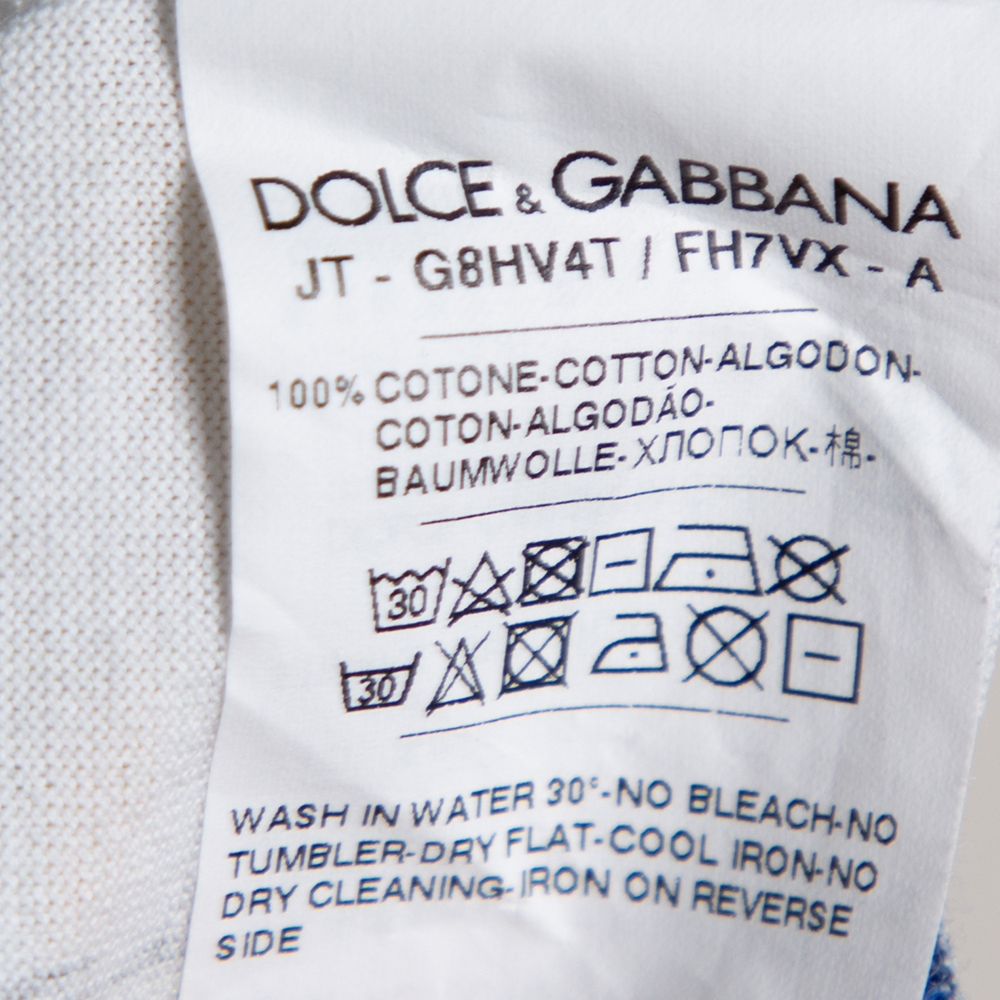 DOLCE & GABBANA
JT - G8HV4T / FH7VX - A
100% COTONE-COTTON-ALGODON-
COTON-ALGODÃO-
BAUMWOLLE-ХЛОПОК-棉-
30
30
WASH IN WATER 30°-NO BLEACH-NO
TUMBLER-DRY FLAT-COOL IRON-NO
DRY CLEANING-IRON ON REVERSE
SIDE